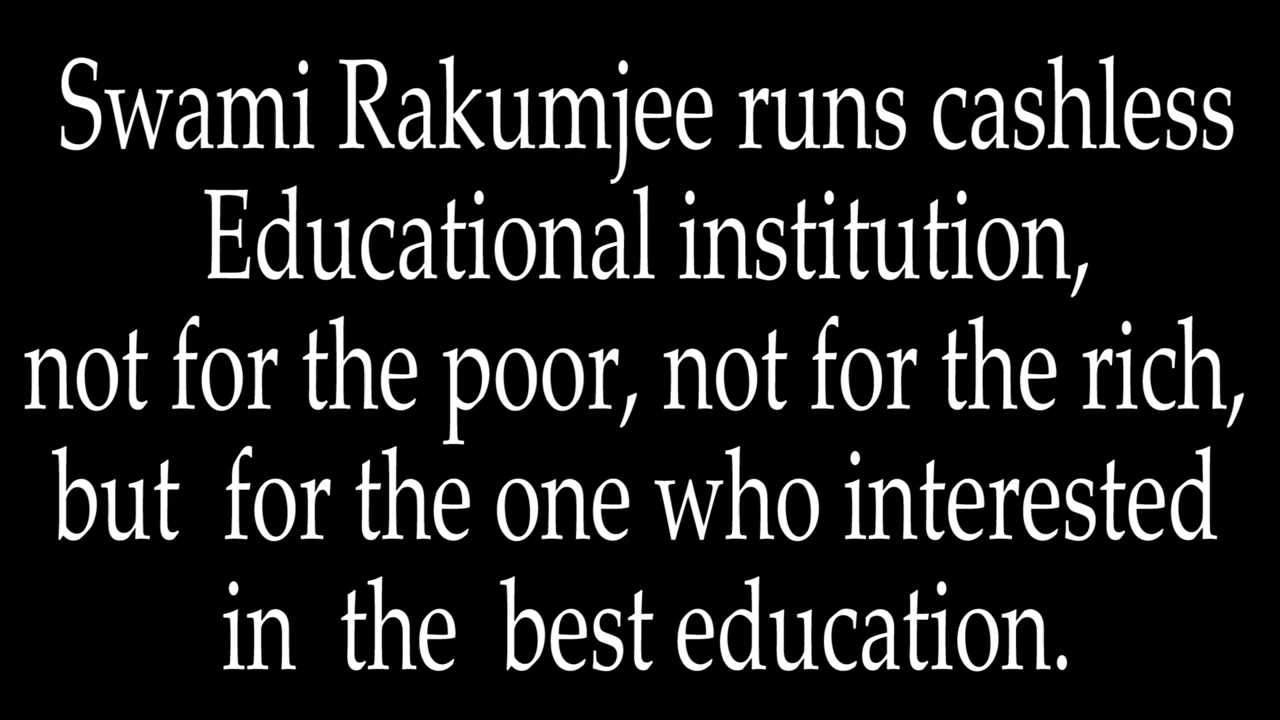 Swami Rakumjee runs cashless
Educational institution,
not for the poor, not for the rich,
but for the one who interested
in the best education.